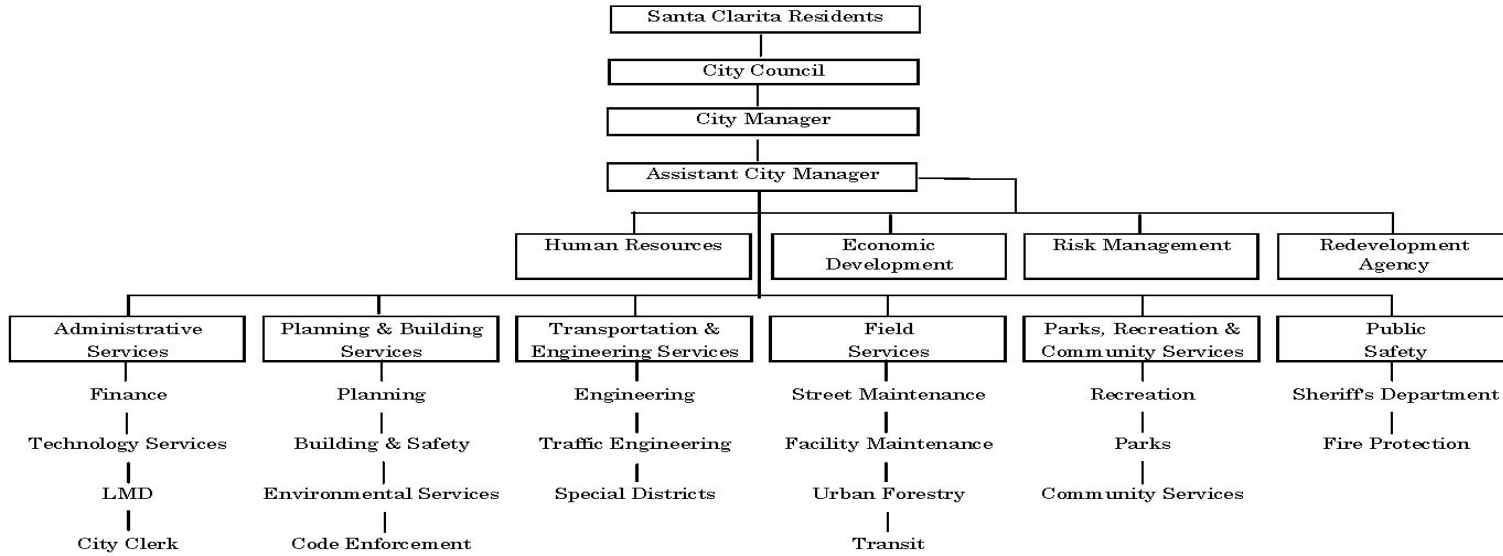 Santa Clarita Residents
City Council
City Manager
Assistant City Manager
Human Resources
Economic
Development
Risk Management
Redevelopment
Agency
Administrative
Services
Planning & Building
Services
Transportation &
Engineering Services
Field
Services
Parks, Recreation &
Community Services
Public
Safety
Finance
Planning
Engineering
Street Maintenance
Recreation
Sheriff's Department
Technology Services
Building & Safety
Traffic Engineering
Facility Maintenance
Parks
Fire Protection
LMD
Environmental Services
Special Districts
Urban Forestry
Community Services
City Clerk
Code Enforcement
Transit